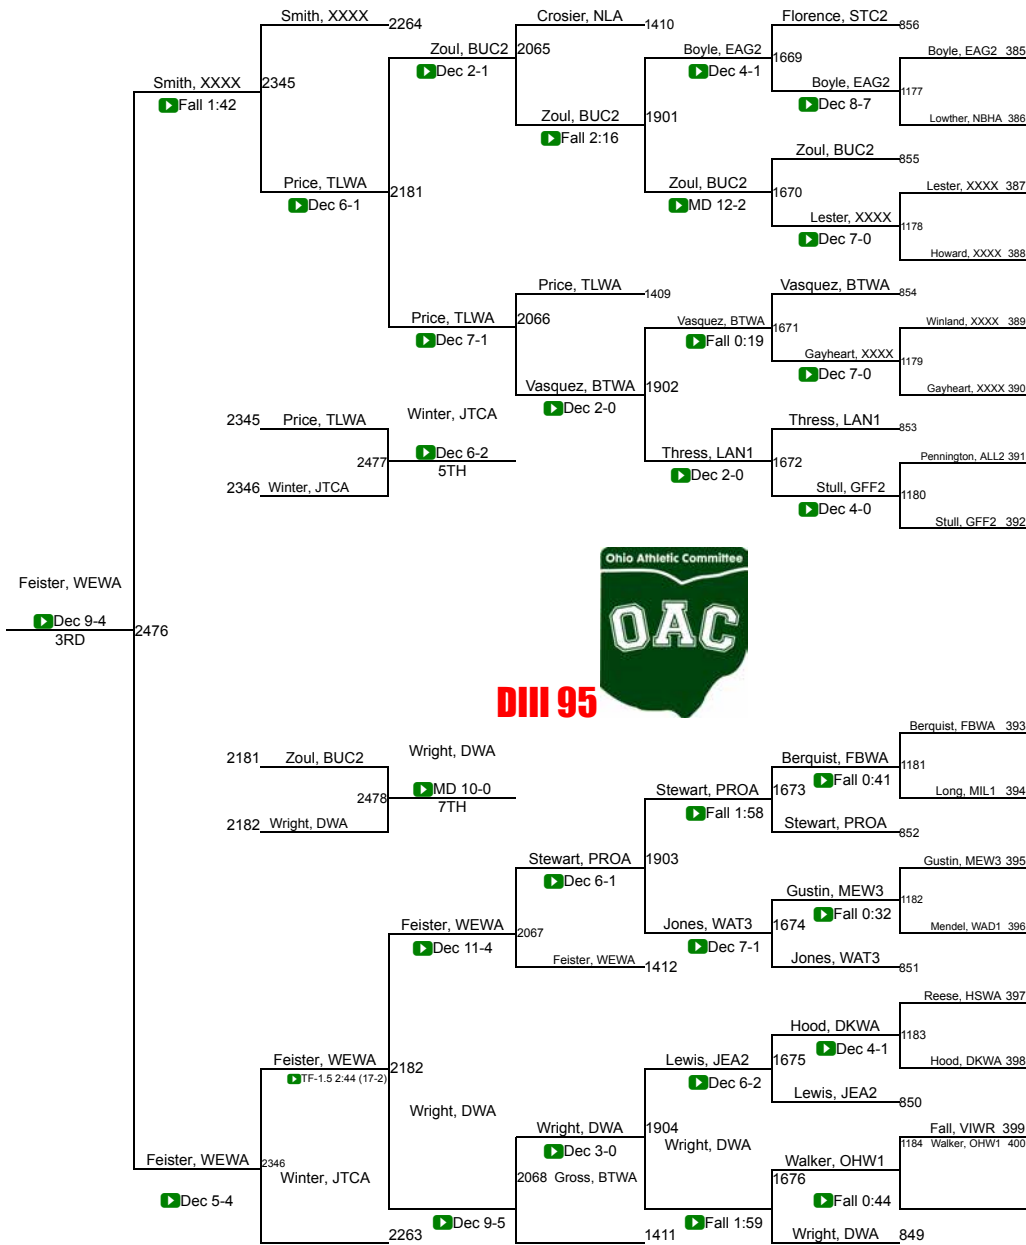 Smith, XXXX
2264
Crosier, NLA
1410
Florence, STC2
856
Zoul, BUC2
2065
Dec 2-1
Boyle, EAG2
1669
Dec 4-1
Boyle, EAG2 385
Smith, XXXX
2345
Fall 1:42
Boyle, EAG2
1177
Dec 8-7
Zoul, BUC2
1901
Fall 2:16
Lowther, NBHA 386
Zoul, BUC2
855
Price, TLWA
2181
Dec 6-1
Zoul, BUC2
1670
MD 12-2
Lester, XXXX 387
Lester, XXXX
1178
Dec 7-0
Howard, XXXX 388
Price, TLWA
1409
Vasquez, BTWA
854
Price, TLWA
2066
Dec 7-1
Vasquez, BTWA
1671
Fall 0:19
Winland, XXXX 389
Gayheart, XXXX
1179
Dec 7-0
Vasquez, BTWA
1902
Dec 2-0
Gayheart, XXXX 390
2345 Price, TLWA
Winter, JTCA
Thress, LAN1
853
2477
Dec 6-2
5TH
Thress, LAN1
1672
Dec 2-0
Pennington, ALL2 391
2346 Winter, JTCA
Stull, GFF2
1180
Dec 4-0
Stull, GFF2 392
Ohio Athletic Committee
OAC
Feister, WEWA
Dec 9-4
2476
3RD
DIII 95
Berquist, FBWA 393
2181 Zoul, BUC2
Wright, DWA
Berquist, FBWA
1181
Fall 0:41
2478
MD 10-0
7TH
Stewart, PROA
1673
Fall 1:58
Long, MIL1 394
2182 Wright, DWA
Stewart, PROA
852
Stewart, PROA
1903
Dec 6-1
Gustin, MEW3 395
Gustin, MEW3
1182
Fall 0:32
Feister, WEWA
2067
Dec 11-4
Jones, WAT3
1674
Dec 7-1
Mendel, WAD1 396
Feister, WEWA
1412
Jones, WAT3
851
Reese, HSWA 397
Hood, DKWA
1183
Dec 4-1
Feister, WEWA
2182
TF-1.5 2:44 (17-2)
Lewis, JEA2
1675
Dec 6-2
Hood, DKWA 398
Lewis, JEA2
850
Wright, DWA
Wright, DWA
1904
Dec 3-0
Wright, DWA
Fall, VIWR 399
1184 Walker, OHW1 400
Feister, WEWA
2346
Dec 5-4
Winter, JTCA
2068 Gross, BTWA
Walker, OHW1
1676
Fall 0:44
Dec 9-5
Fall 1:59
2263
1411
Wright, DWA
849